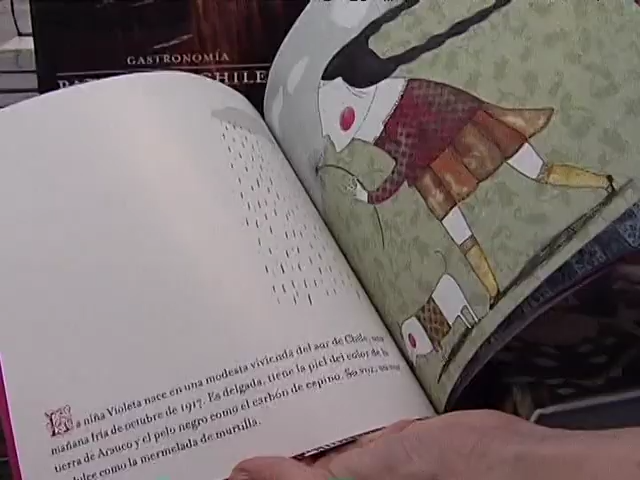 GASTRONOMÍA
CHILE
La niña Violeta nace en una modesta vivienda del sur de Chile, una
mañana fría de octubre de 1917. Es delgada, tiene la piel del color de la
tierra de Arauco y el pelo negro como el carbón de espino. Su voz,
dulce como la mermelada de murtilla.